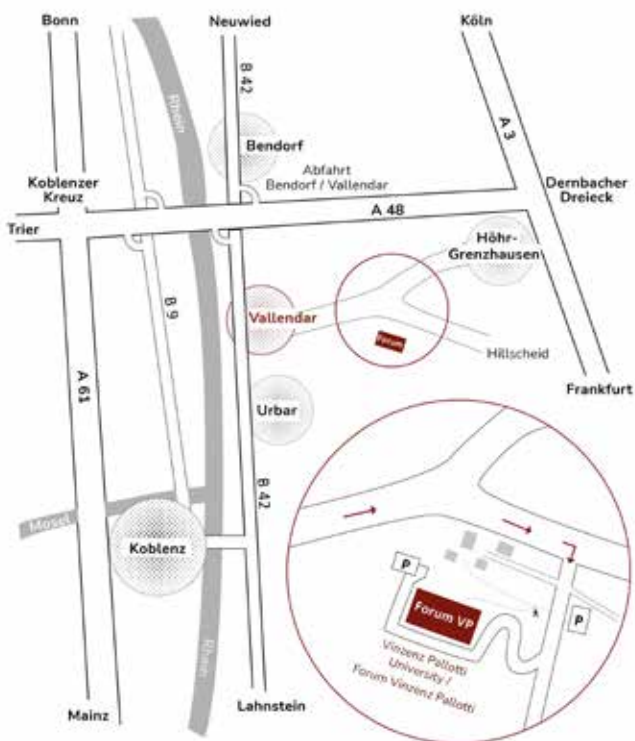 Bonn
Neuwied
Köln
B 42
Rhein
A 3
Bendorf
Abfahrt
Bendorf / Vallendar
Koblenzer
Kreuz
Dernbacher
Dreieck
Trier
A 48
Höhr-
Grenzhausen
B 9
Vallendar
Forum
Hillscheid
A 61
Urbar
Frankfurt
B 42
Mosel
Koblenz
P
Forum VP
P
Vinzenz Pallotti
University /
Forum Vinzenz Pallotti
Rhein
Mainz
Lahnstein